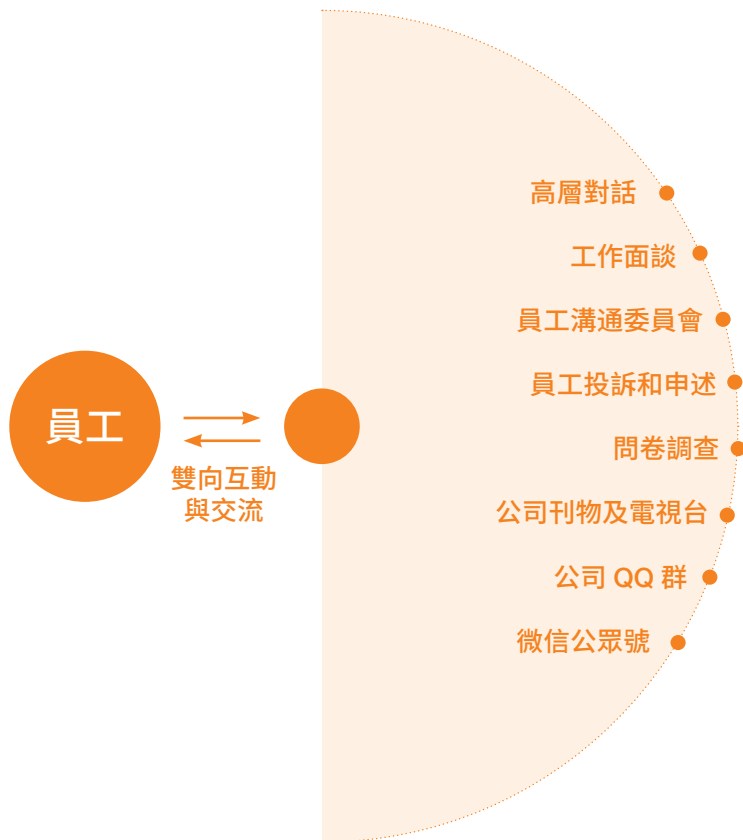 員工
雙向互動
與交流
高層對話
工作面談
員工溝通委員會
員工投訴和申述
問卷調查
公司刊物及電視台
公司 QQ 群
微信公眾號